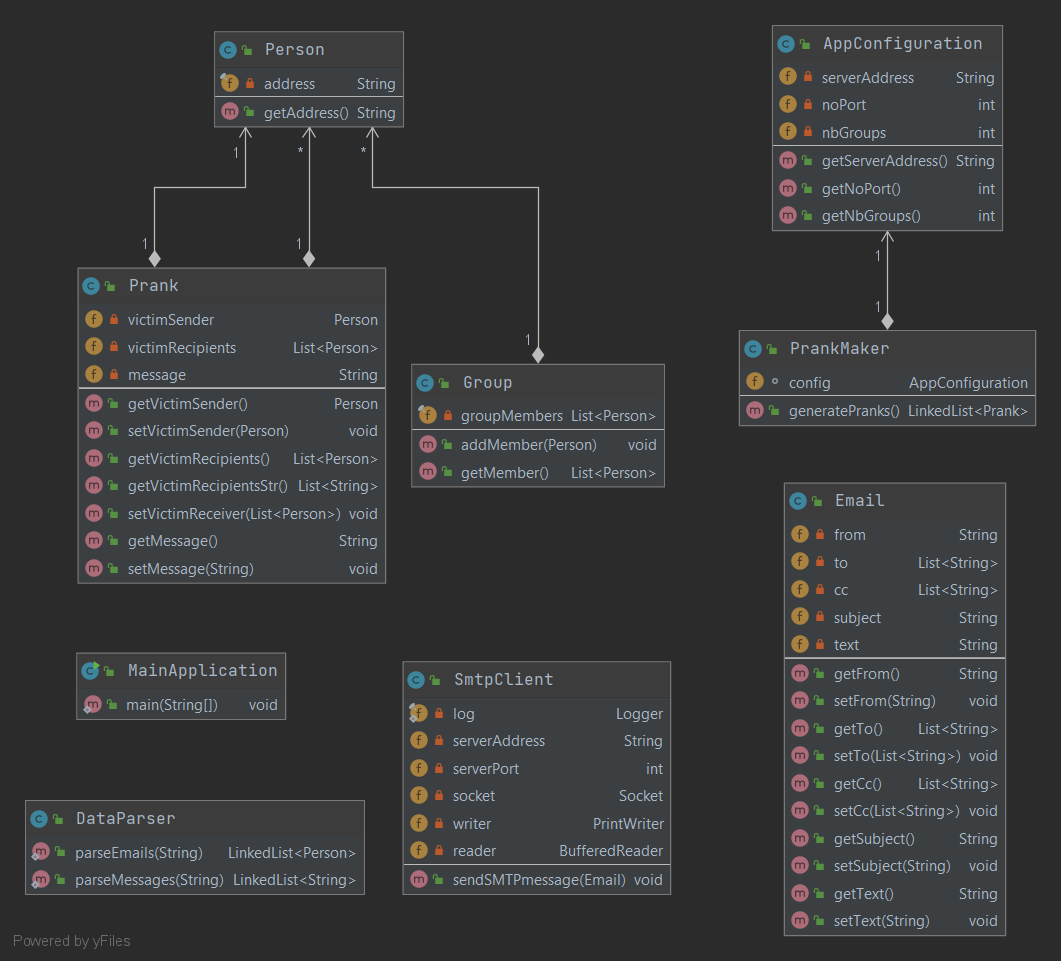 Person
address String
getAddress() String
1
*
*
1
1
1
Prank
victimSender Person
victimRecipients List<Person>
message String
getVictimSender() Person
setVictimSender(Person) void
getVictimRecipients() List<Person>
getVictimRecipientsStr() List<String>
setVictimReceiver(List<Person>) void
getMessage() String
setMessage(String) void
Group
groupMembers List<Person>
addMember(Person) void
getMember() List<Person>
AppConfiguration
serverAddress String
noPort int
nbGroups int
getServerAddress() String
getNoPort() int
getNbGroups() int
1
1
PrankMaker
config AppConfiguration
generatePranks() LinkedList<Prank>
Email
from String
to List<String>
cc List<String>
subject String
text String
getFrom() String
setFrom(String) void
getTo() List<String>
setTo(List<String>) void
getCc() List<String>
setCc(List<String>) void
getSubject() String
setSubject(String) void
getText() String
setText(String) void
MainApplication
main(String[]) void
SmtpClient
log Logger
serverAddress String
serverPort int
socket Socket
writer PrintWriter
reader BufferedReader
sendSMTPmessage(Email) void
DataParser
parseEmails(String) LinkedList<Person>
parseMessages(String) LinkedList<String>
Powered by yFiles